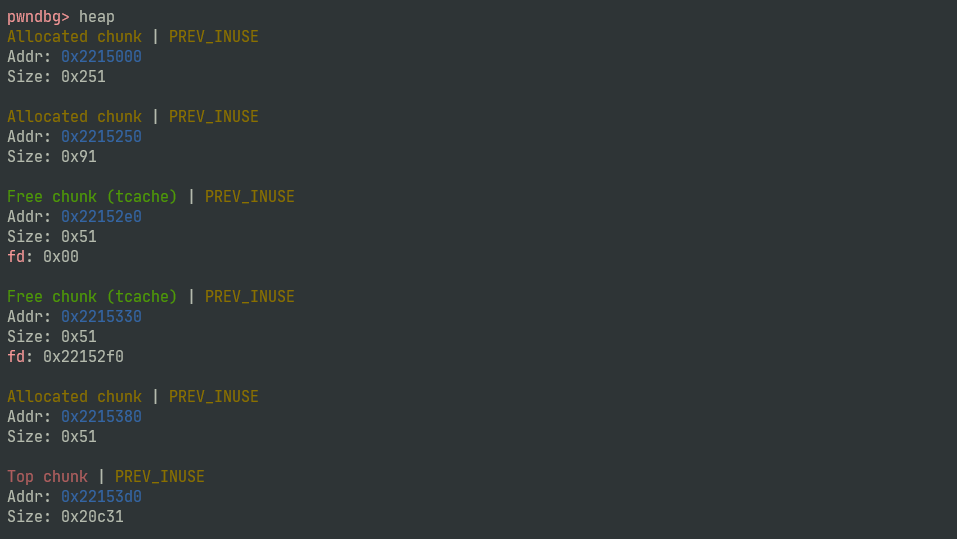 pwndbg> heap
Allocated chunk | PREV_INUSE
Addr: 0x2215000
Size: 0x251
Allocated chunk | PREV_INUSE
Addr: 0x2215250
Size: 0x91
Free chunk (tcache) | PREV_INUSE
Addr: 0x22152e0
Size: 0x51
fd: 0x00
Free chunk (tcache) | PREV_INUSE
Addr: 0x2215330
Size: 0x51
fd: 0x22152f0
Allocated chunk | PREV_INUSE
Addr: 0x2215380
Size: 0x51
Top chunk | PREV_INUSE
Addr: 0x22153d0
Size: 0x20c31